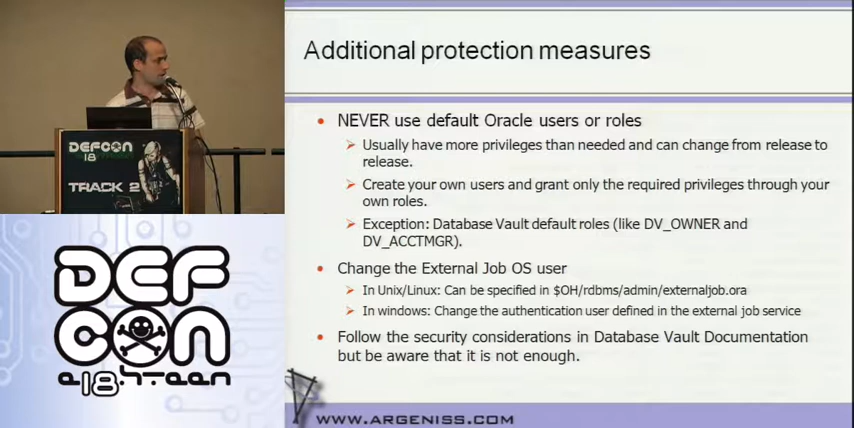 Additional protection measures
• NEVER use default Oracle users or roles
➢ Usually have more privileges than needed and can change from release to
release.
➢ Create your own users and grant only the required privileges through your
own roles.
➢ Exception: Database Vault default roles (like DV_OWNER and
DV_ACCTMGR).
• Change the External Job OS user
➢ In Unix/Linux: Can be specified in $OH/rdbms/admin/externaljob.ora
➢ In windows: Change the authentication user defined in the external job service
• Follow the security considerations in Database Vault Documentation
but be aware that it is not enough.
WWW.ARGENISS.COM
DEFCON
18
TRACK 2
DEF
CON
e18hteen